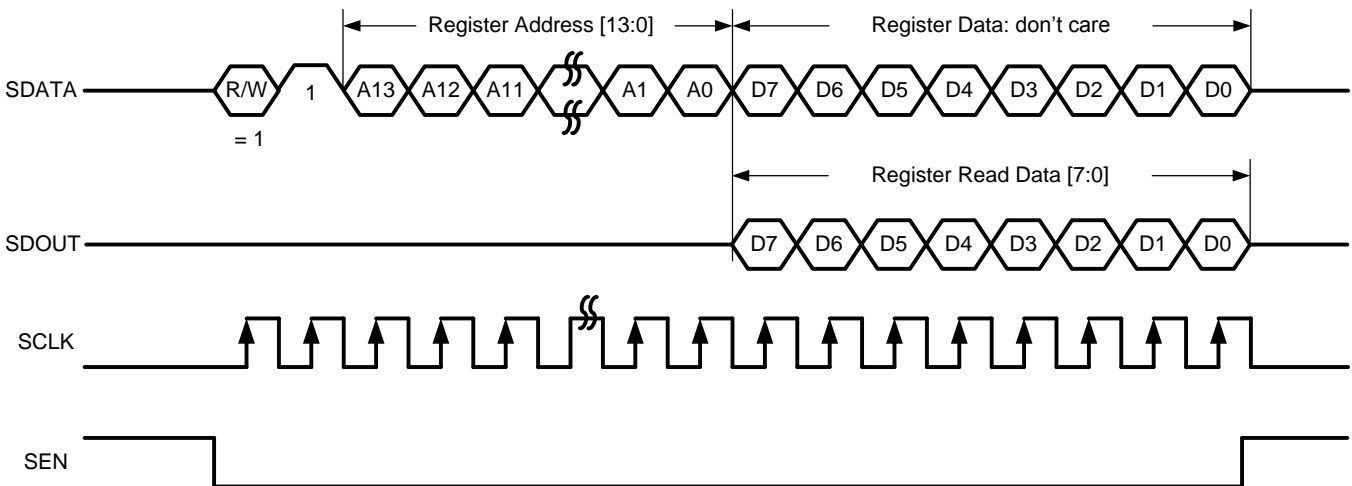 Register Address [13:0] Register Data: don't care
SDATA R/W 1 A13 A12 A11 A1 A0 D7 D6 D5 D4 D3 D2 D1 D0
= 1
Register Read Data [7:0]
SDOUT D7 D6 D5 D4 D3 D2 D1 D0
SCLK
SEN